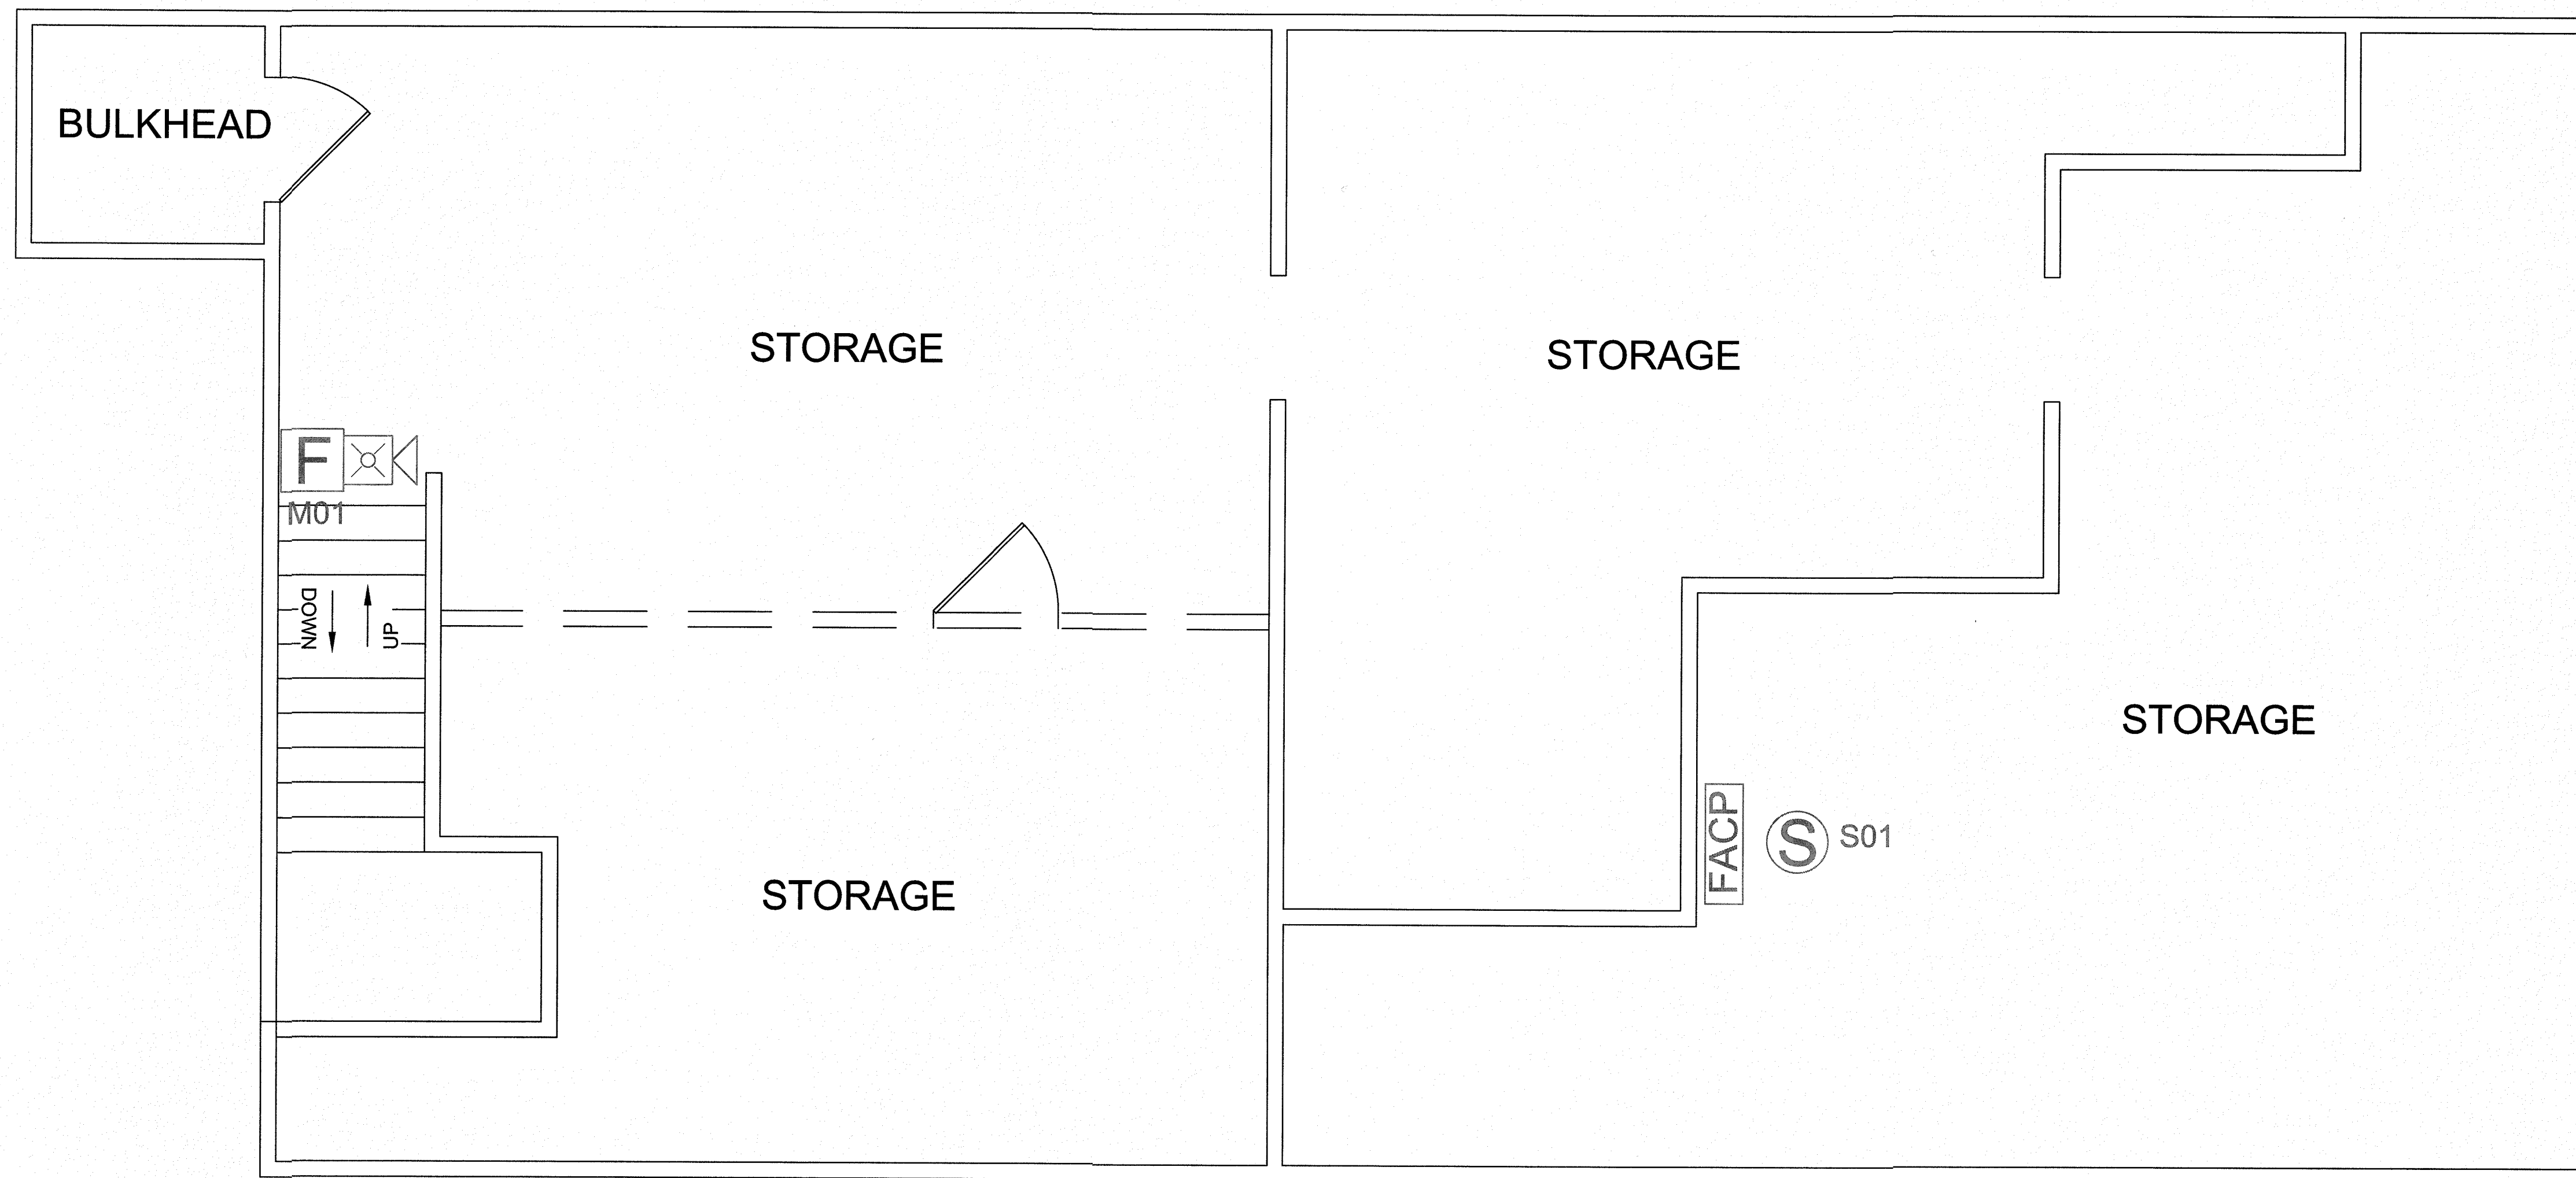 BULKHEAD
STORAGE
STORAGE
F
M01
DOWN
UP
STORAGE
FACP
S
S01
STORAGE